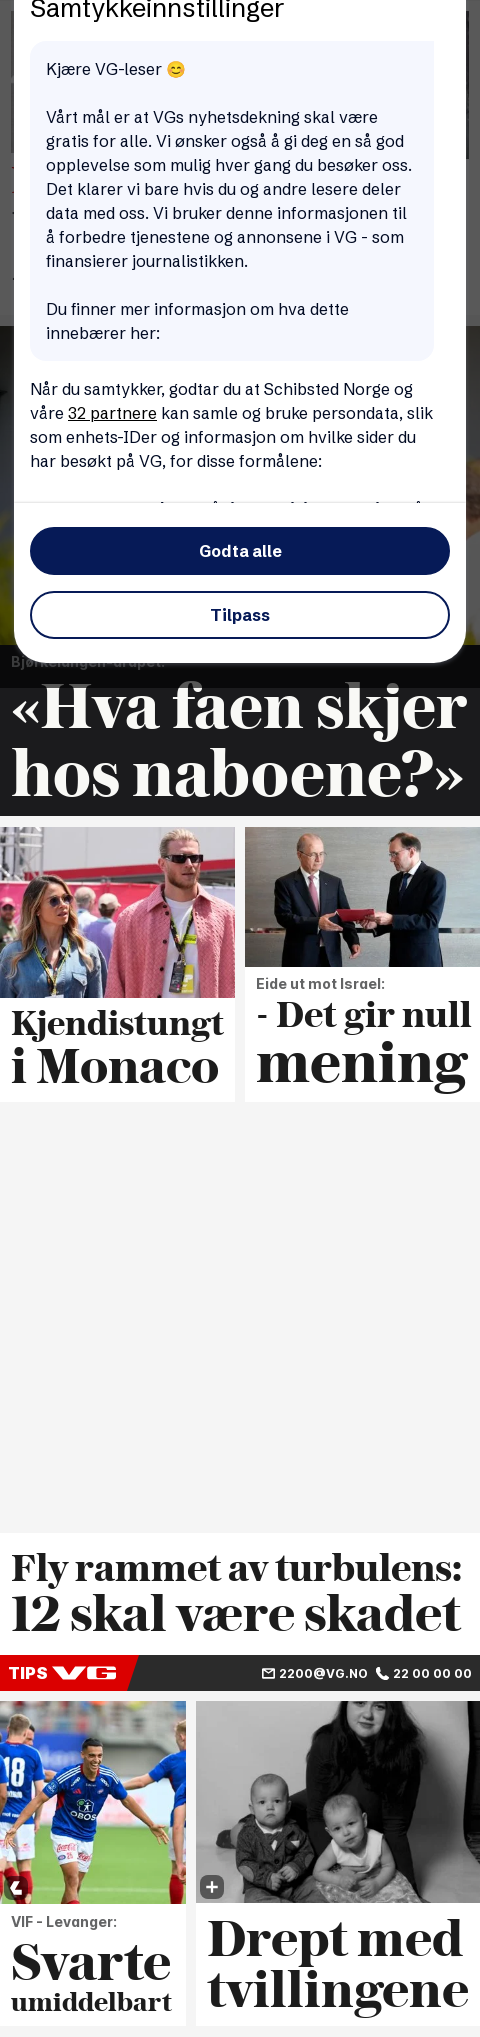 Samtykkeinnstillinger
Kjære VG-leser 😊
Vårt mål er at VGs nyhetsdekning skal være
gratis for alle. Vi ønsker også å gi deg en så god
opplevelse som mulig hver gang du besøker oss.
Det klarer vi bare hvis du og andre lesere deler
data med oss. Vi bruker denne informasjonen til
å forbedre tjenestene og annonsene i VG - som
finansierer journalistikken.
Du finner mer informasjon om hva dette
innebærer her:
Når du samtykker, godtar du at Schibsted Norge og
våre 32 partnere kan samle og bruke persondata, slik
som enhets-IDer og informasjon om hvilke sider du
har besøkt på VG, for disse formålene:
Godta alle
Tilpass
Bjørkelangen-drapet:
«Hva faen skjer
hos naboene?»
Kjendistungt
i Monaco
Eide ut mot Israel:
- Det gir null
mening
Fly rammet av turbulens:
12 skal være skadet
TIPS VG 2200@VG.NO 22 00 00 00
18
OBOS
VIF - Levanger:
Svarte
umiddelbart
Drept med
tvillingene